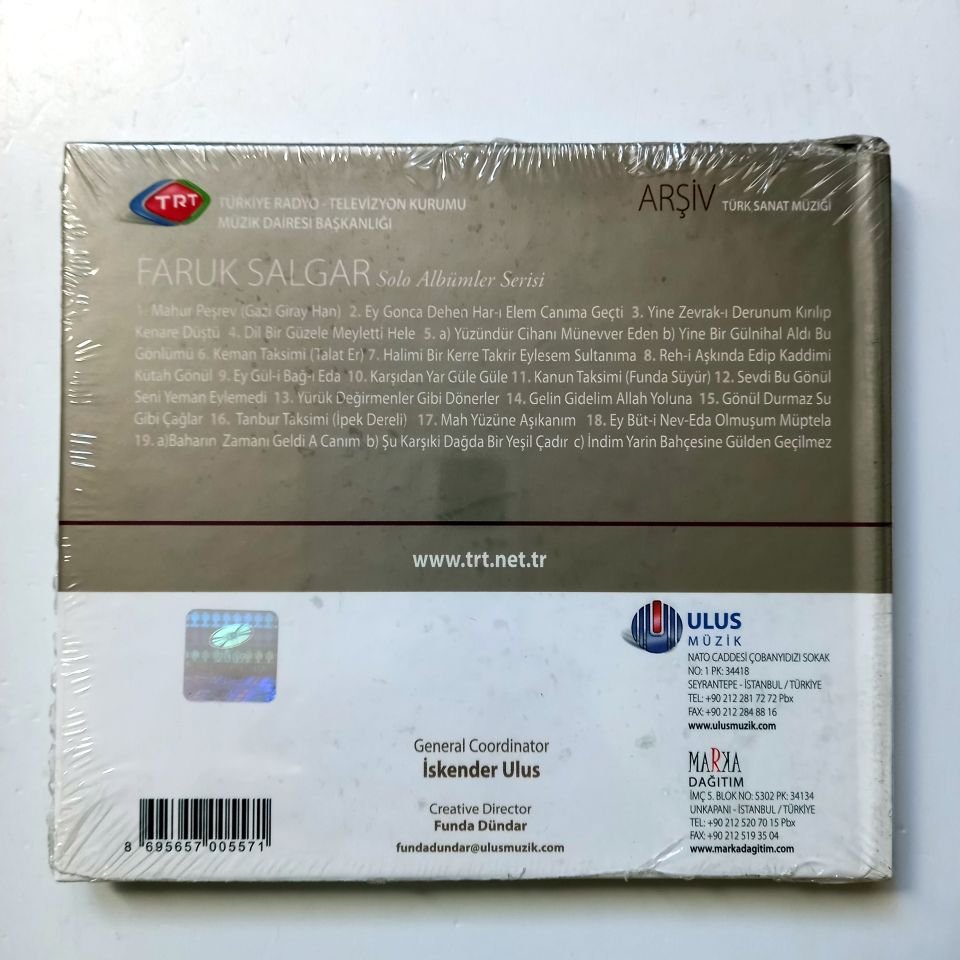 TRT
TÜRKİYE RADYO - TELEVİZYON KURUMU
MÜZİK DAİRESİ BAŞKANLIĞI
ARŞİV TÜRK SANAT MÜZİĞİ
FARUK SALGAR Solo Albümler Serisi
1. Mahur Peşrev (Gazi Giray Han) 2. Ey Gonca Dehen Har-ı Elem Canıma Geçti 3. Yine Zevrak-ı Derunum Kırılıp
Kenare Düştü 4. Dil Bir Güzele Meyletti Hele 5. a) Yüzündür Cihanı Münevver Eden b) Yine Bir Gülnihal Aldı Bu
Gönlümü 6. Keman Taksimi (Talat Er) 7. Halimi Bir Kerre Takrir Eylesem Sultanıma 8. Reh-i Aşkında Edip Kaddimi
Kütah Gönül 9. Ey Gül-i Bağ-ı Eda 10. Karşıdan Yar Güle Güle 11. Kanun Taksimi (Funda Süyür) 12. Sevdi Bu Gönül
Seni Yeman Eylemedi 13. Yürük Değirmenler Gibi Dönerler 14. Gelin Gidelim Allah Yoluna 15. Gönül Durmaz Su
Gibi Çağlar 16. Tanbur Taksimi (İpek Dereli) 17. Mah Yüzüne Aşıkanım 18. Ey Büt-i Nev-Eda Olmuşum Müptela
19. a)Baharın Zamanı Geldi A Canım b) Şu Karşıki Dağda Bir Yeşil Çadır c) İndim Yarin Bahçesine Gülden Geçilmez
www.trt.net.tr
ULUS
MÜZİK
NATO CADDESİ ÇOBANYIDIZI SOKAK
NO: 1 PK: 34418
SEYRANTEPE - İSTANBUL / TÜRKİYE
TEL: +90 212 281 72 72 Pbx
FAX: +90 212 284 88 16
www.ulusmuzik.com
General Coordinator
İskender Ulus
MARKA
DAĞITIM
İMÇ 5. BLOK NO: 5302 PK: 34134
UNKAPANI - İSTANBUL / TÜRKİYE
TEL: +90 212 520 70 15 Pbx
FAX: +90 212 519 35 04
www.markadagitim.com
Creative Director
Funda Dündar
fundadundar@ulusmuzik.com
8 695657 005571